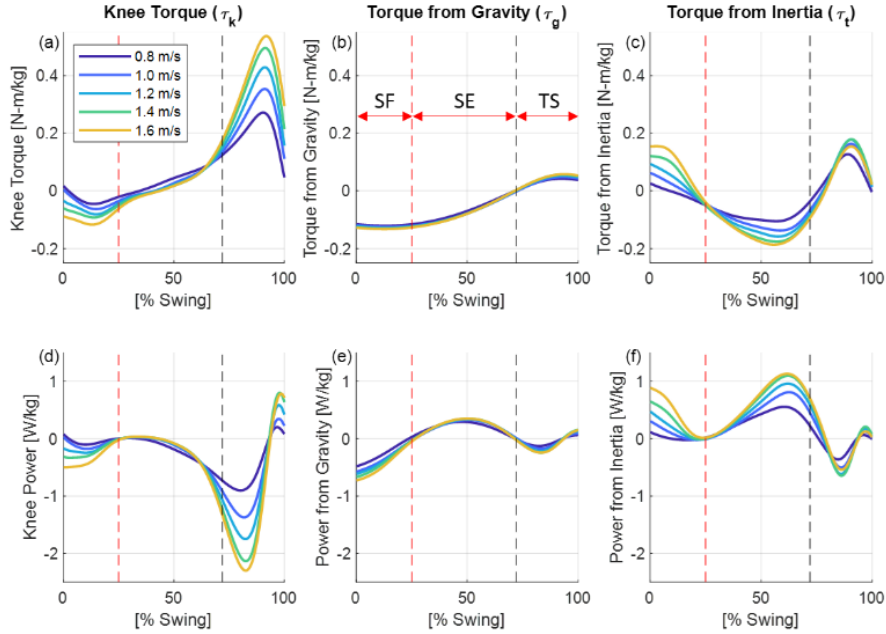 Knee Torque (τk)
Torque from Gravity (τg)
Torque from Inertia (τt)
(a)
0.8 m/s
1.0 m/s
1.2 m/s
1.4 m/s
1.6 m/s
Knee Torque [N-m/kg]
0.4
0.2
0
-0.2
0
50
100
[% Swing]
(b)
SF
SE
TS
Torque from Gravity [N-m/kg]
0.4
0.2
0
-0.2
0
50
100
[% Swing]
(c)
Torque from Inertia [N-m/kg]
0.4
0.2
0
-0.2
0
50
100
[% Swing]
(d)
Knee Power [W/kg]
1
0
-1
-2
0
50
100
[% Swing]
(e)
Power from Gravity [W/kg]
1
0
-1
-2
0
50
100
[% Swing]
(f)
Power from Inertia [W/kg]
1
0
-1
-2
0
50
100
[% Swing]